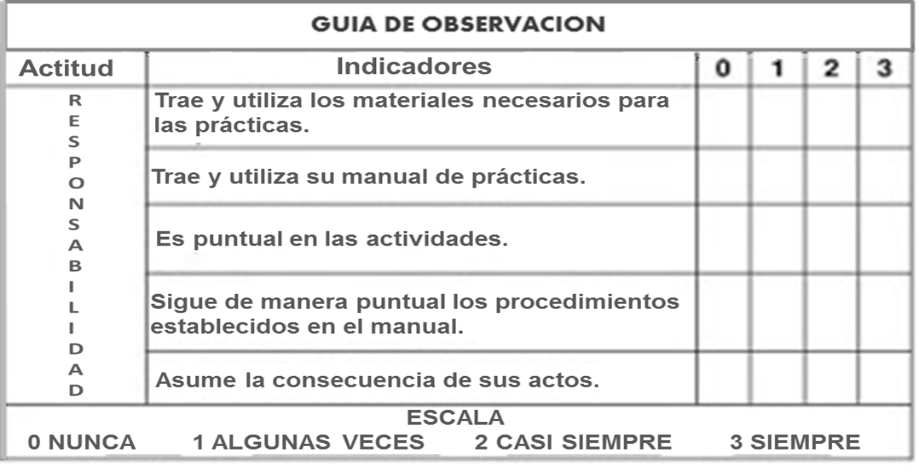 GUIA DE OBSERVACION
Actitud Indicadores 0 1 2 3
RESPONSABILIDAD
Trae y utiliza los materiales necesarios para
las prácticas.
Trae y utiliza su manual de prácticas.
Es puntual en las actividades.
Sigue de manera puntual los procedimientos
establecidos en el manual.
Asume la consecuencia de sus actos.
ESCALA
0 NUNCA 1 ALGUNAS VECES 2 CASI SIEMPRE 3 SIEMPRE